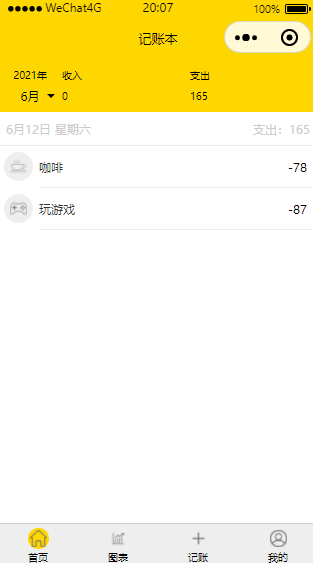 WeChat4G 20:07 100%
记账本
2021年 收入 支出
6月 0 165
6月12日 星期六 支出：165
咖啡 -78
玩游戏 -87
首页 图表 记账 我的